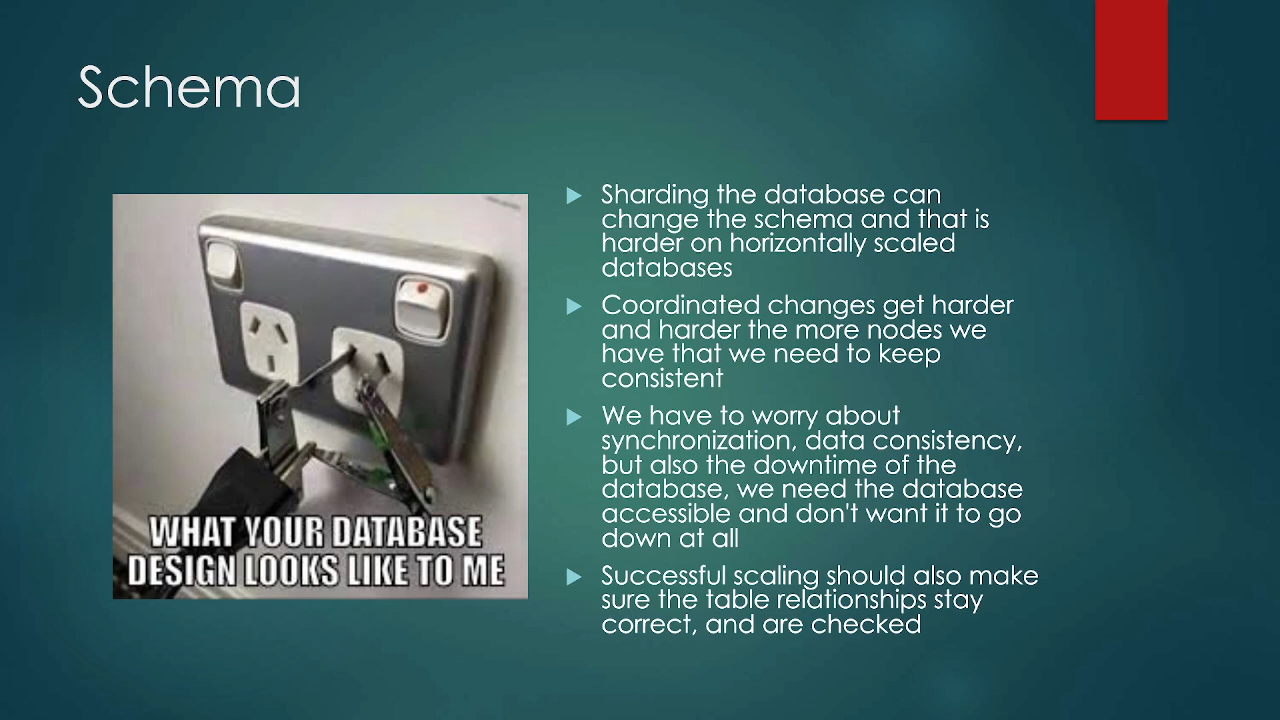 Schema
Sharding the database can
change the schema and that is
harder on horizontally scaled
databases
Coordinated changes get harder
and harder the more nodes we
have that we need to keep
consistent
We have to worry about
synchronization, data consistency,
but also the downtime of the
database, we need the database
accessible and don't want it to go
down at all
Successful scaling should also make
sure the table relationships stay
correct, and are checked
WHAT YOUR DATABASE
DESIGN LOOKS LIKE TO ME